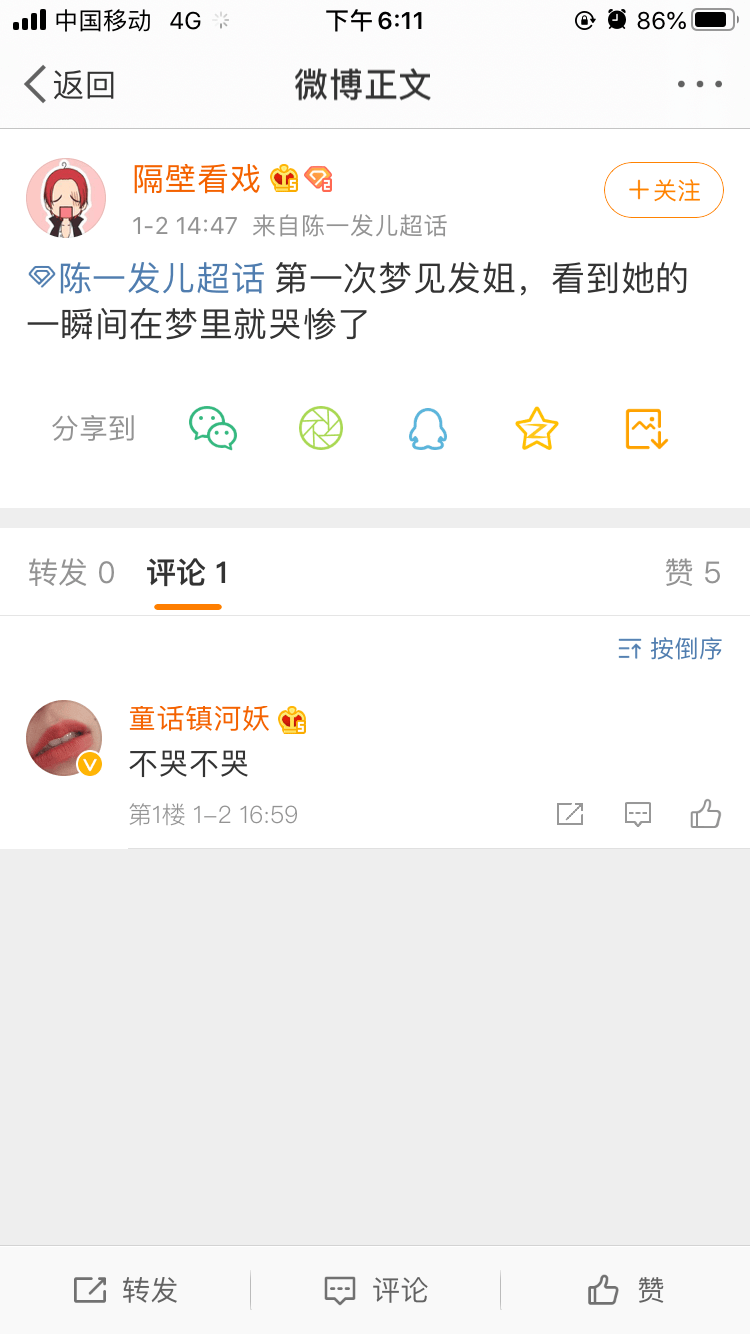 中国移动 4G 下午6:11 86%
返回 微博正文
隔壁看戏
1-2 14:47 来自陈一发儿超话
+关注
陈一发儿超话 第一次梦见发姐，看到她的
一瞬间在梦里就哭惨了
分享到
转发 0 评论 1 赞 5
按倒序
童话镇河妖
不哭不哭
第1楼 1-2 16:59
转发 评论 赞